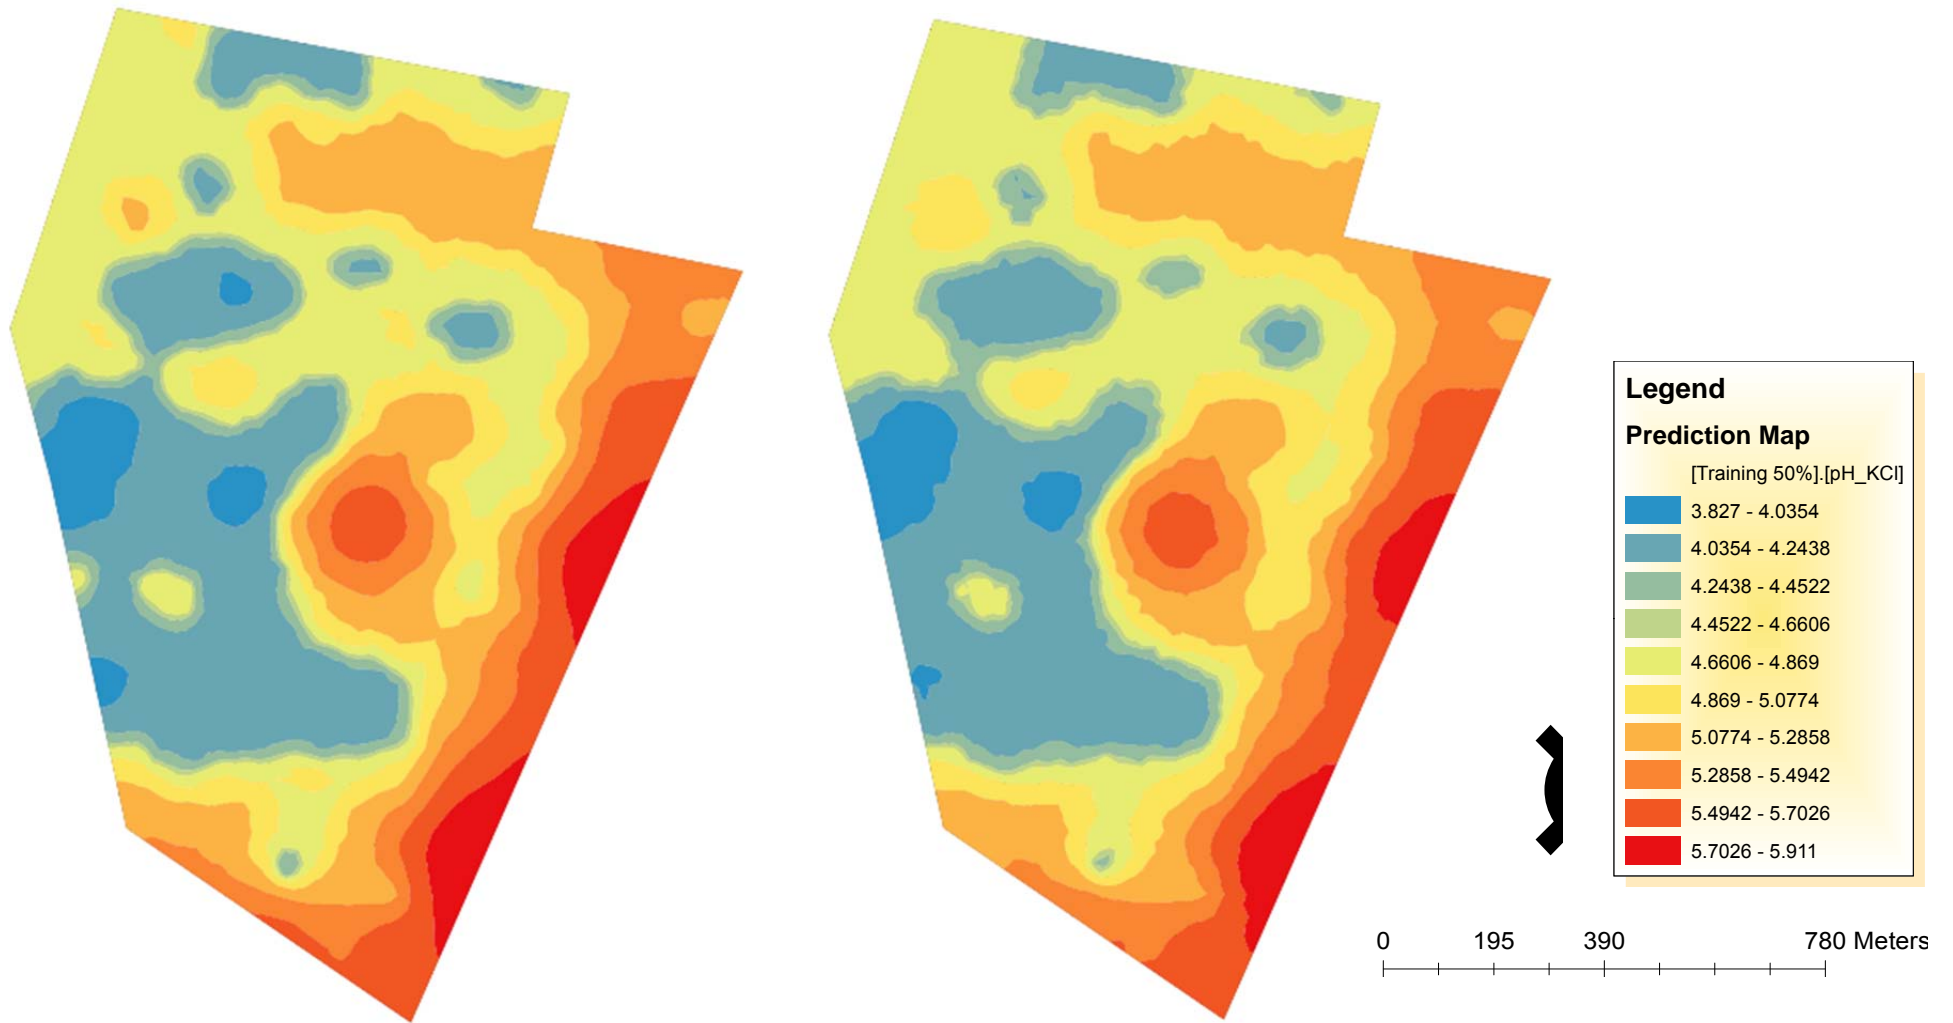 Legend
Prediction Map
[Training 50%].[pH_KCl]
3.827 - 4.0354
4.0354 - 4.2438
4.2438 - 4.4522
4.4522 - 4.6606
4.6606 - 4.869
4.869 - 5.0774
5.0774 - 5.2858
5.2858 - 5.4942
5.4942 - 5.7026
5.7026 - 5.911
0 195 390 780 Meters